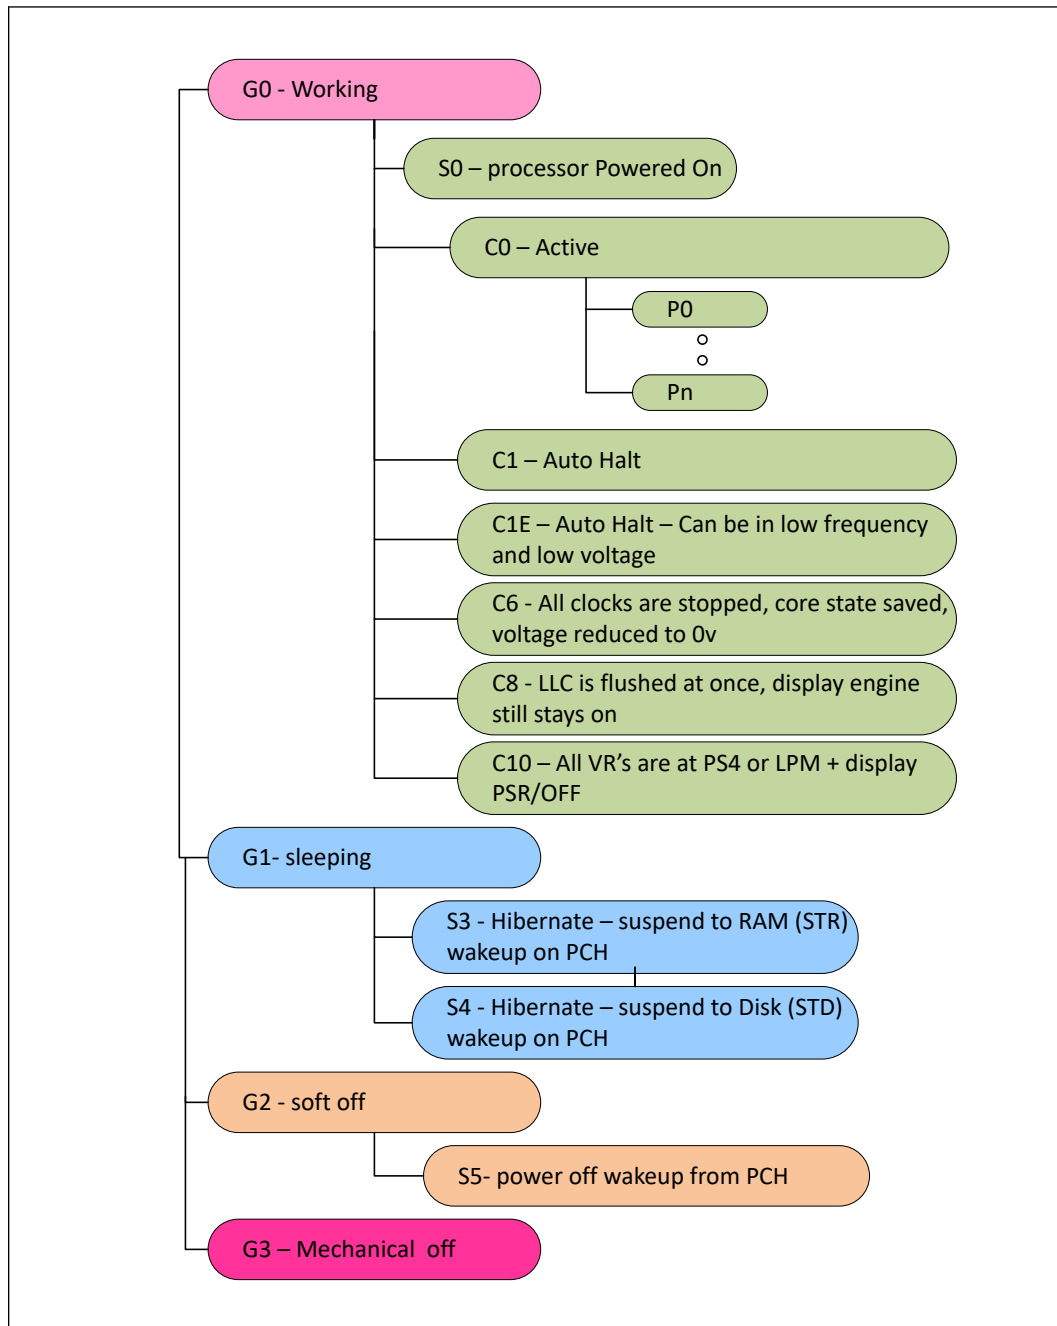 G0 - Working
S0 – processor Powered On
C0 – Active
P0
Pn
C1 – Auto Halt
C1E – Auto Halt – Can be in low frequency
and low voltage
C6 - All clocks are stopped, core state saved,
voltage reduced to 0v
C8 - LLC is flushed at once, display engine
still stays on
C10 – All VR’s are at PS4 or LPM + display
PSR/OFF
G1- sleeping
S3 - Hibernate – suspend to RAM (STR)
wakeup on PCH
S4 - Hibernate – suspend to Disk (STD)
wakeup on PCH
G2 - soft off
S5- power off wakeup from PCH
G3 – Mechanical  off